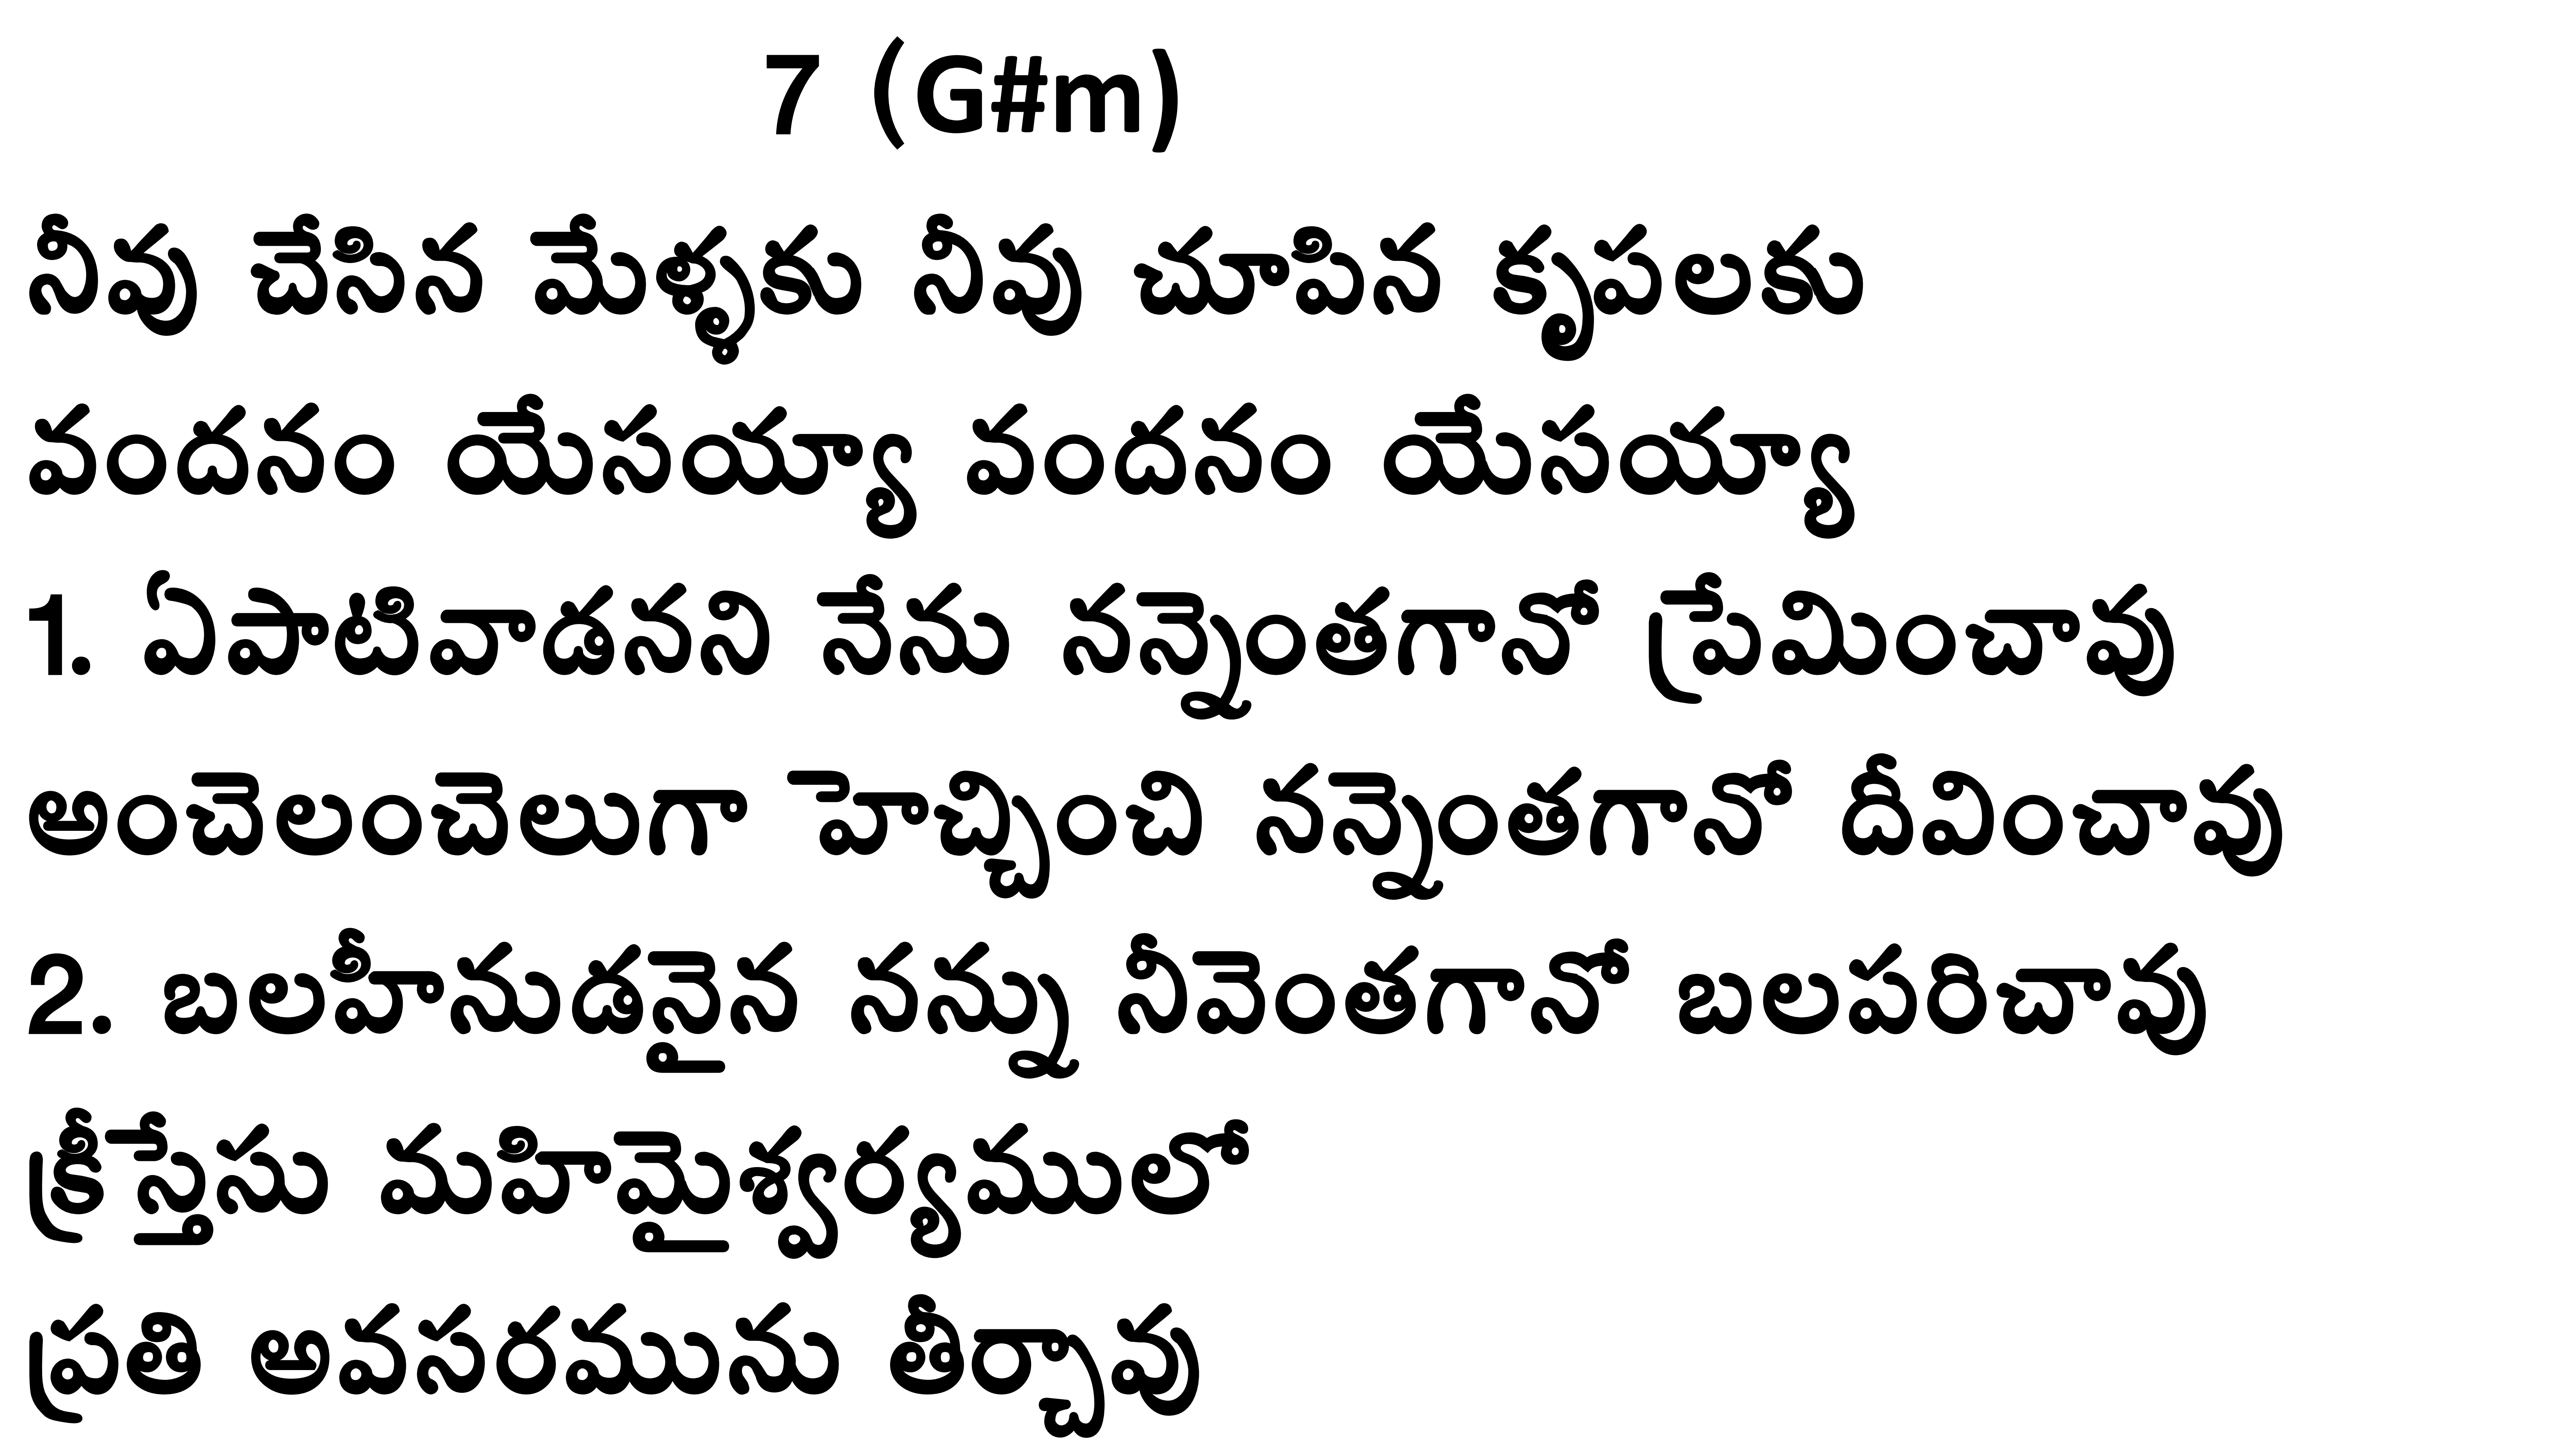 7 (G#m)
నీవు చేసిన మేళ్ళకు నీవు చూపిన కృపలకు
వందనం యేసయ్యా వందనం యేసయ్యా
1. ఏపాటివాడనని నేను నన్నెంతగానో ప్రేమించావు
అంచెలంచెలుగా హెచ్చించి నన్నెంతగానో దీవించావు
2. బలహీనుడనైన నన్ను నీవెంతగానో బలపరిచావు
క్రీస్తేసు మహిమైశ్వర్యములో
ప్రతి అవసరమును తీర్చావు